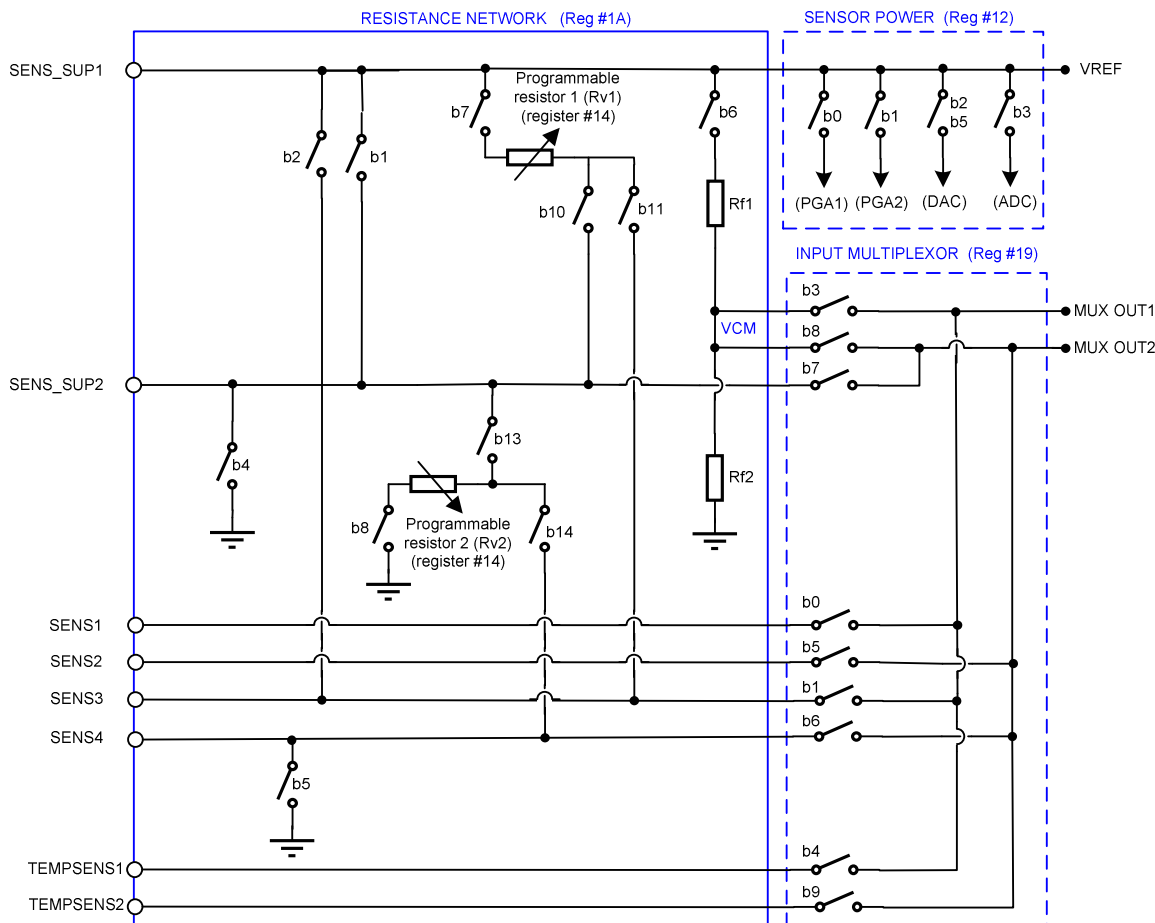 RESISTANCE NETWORK (Reg #1A)
SENSOR POWER (Reg #12)
SENS_SUP1
VREF
Programmable
resistor 1 (Rv1)
(register #14)
b7
b6
b0
b1
b2
b5
b3
b2
b1
b10
b11
Rf1
(PGA1)
(PGA2)
(DAC)
(ADC)
INPUT MULTIPLEXOR (Reg #19)
b3
MUX OUT1
VCM
b8
MUX OUT2
b7
SENS_SUP2
b13
b4
Rf2
b8
Programmable
resistor 2 (Rv2)
(register #14)
b14
SENS1
b0
SENS2
b5
SENS3
b1
SENS4
b6
b5
TEMPSENS1
b4
TEMPSENS2
b9